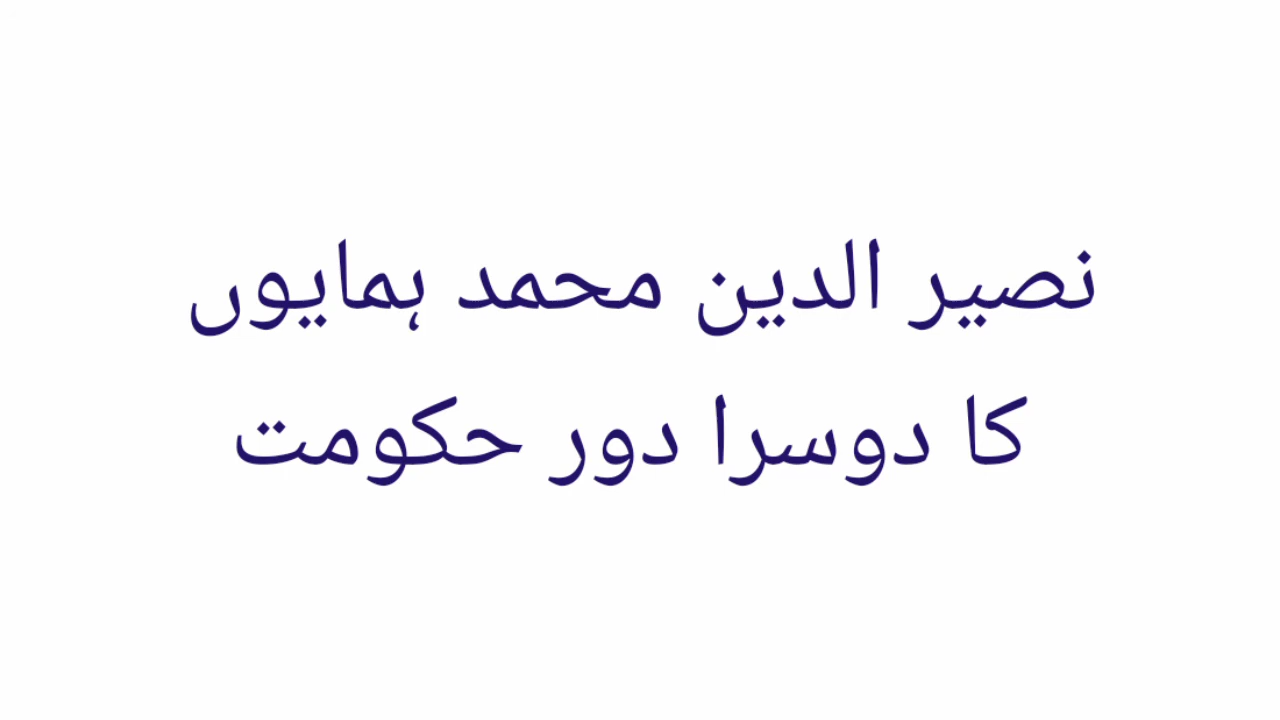 نصیر الدین محمد ہمایوں
کا دوسرا دور حکومت